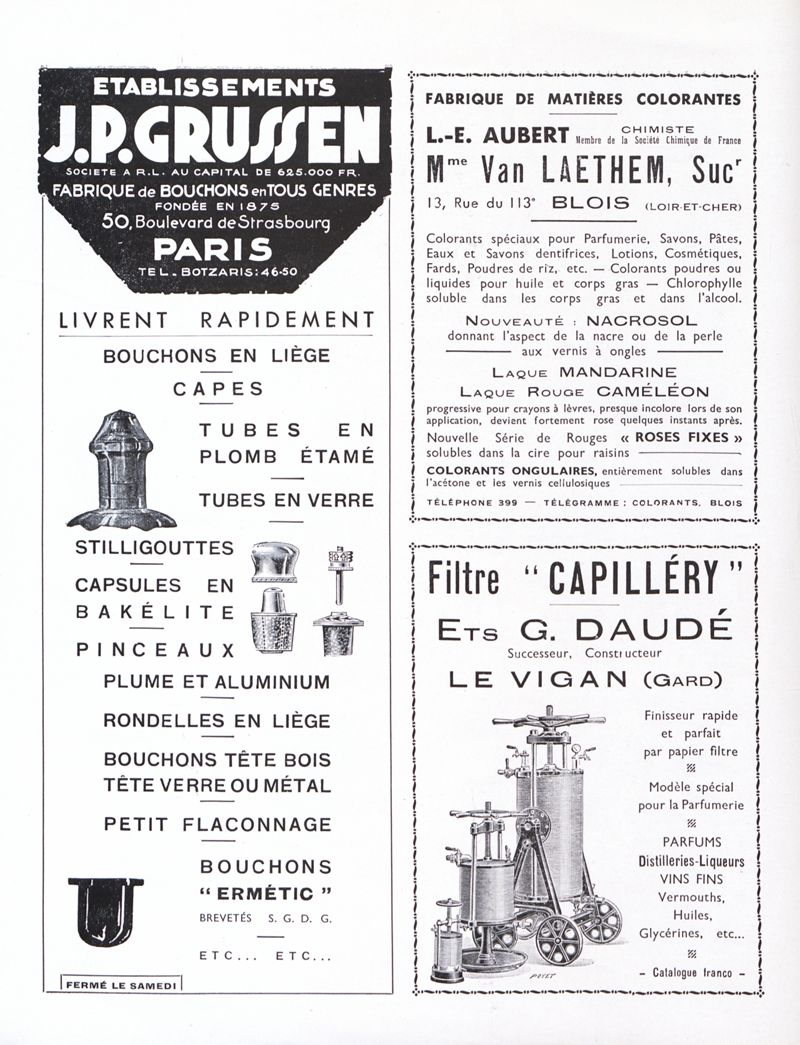 ETABLISSEMENTS
J.P.GRUSSEN
SOCIETE A R.L. AU CAPITAL DE 625.000 FR.
FABRIQUE de BOUCHONS en TOUS GENRES
FONDÉE EN 1875
50, Boulevard de Strasbourg
PARIS
TEL. BOTZARIS: 46-50
LIVRENT RAPIDEMENT
BOUCHONS EN LIÈGE
CAPES
TUBES EN
PLOMB ÉTAMÉ
TUBES EN VERRE
STILLIGOUTTES
CAPSULES EN
BAKÉLITE
PINCEAUX
PLUME ET ALUMINIUM
RONDELLES EN LIÈGE
BOUCHONS TÊTE BOIS
TÊTE VERRE OU MÉTAL
PETIT FLACONNAGE
BOUCHONS
“ ERMÉTIC ”
BREVETÉS S. G. D. G.
ETC... ETC...
FERMÉ LE SAMEDI
FABRIQUE DE MATIÈRES COLORANTES
L.-E. AUBERT CHIMISTE
Membre de la Société Chimique de France
Mme Van LAETHEM, Sucr
13, Rue du 113e BLOIS (LOIR-ET-CHER)
Colorants spéciaux pour Parfumerie, Savons, Pâtes,
Eaux et Savons dentifrices, Lotions, Cosmétiques,
Fards, Poudres de riz, etc. — Colorants poudres ou
liquides pour huile et corps gras — Chlorophylle
soluble dans les corps gras et dans l'alcool.
NOUVEAUTÉ : NACROSOL
donnant l'aspect de la nacre ou de la perle
aux vernis à ongles
LAQUE MANDARINE
LAQUE ROUGE CAMÉLÉON
progressive pour crayons à lèvres, presque incolore lors de son
application, devient fortement rose quelques instants après.
Nouvelle Série de Rouges « ROSES FIXES »
solubles dans la cire pour raisins
COLORANTS ONGULAIRES, entièrement solubles dans
l'acétone et les vernis cellulosiques
TÉLÉPHONE 399 — TÉLÉGRAMME : COLORANTS. BLOIS
Filtre “ CAPILLÉRY ”
ETS G. DAUDÉ
Successeur, Constructeur
LE VIGAN (GARD)
Finisseur rapide
et parfait
par papier filtre
Modèle spécial
pour la Parfumerie
PARFUMS
Distilleries-Liqueurs
VINS FINS
Vermouths,
Huiles,
Glycérines, etc...
- Catalogue franco -
POYET